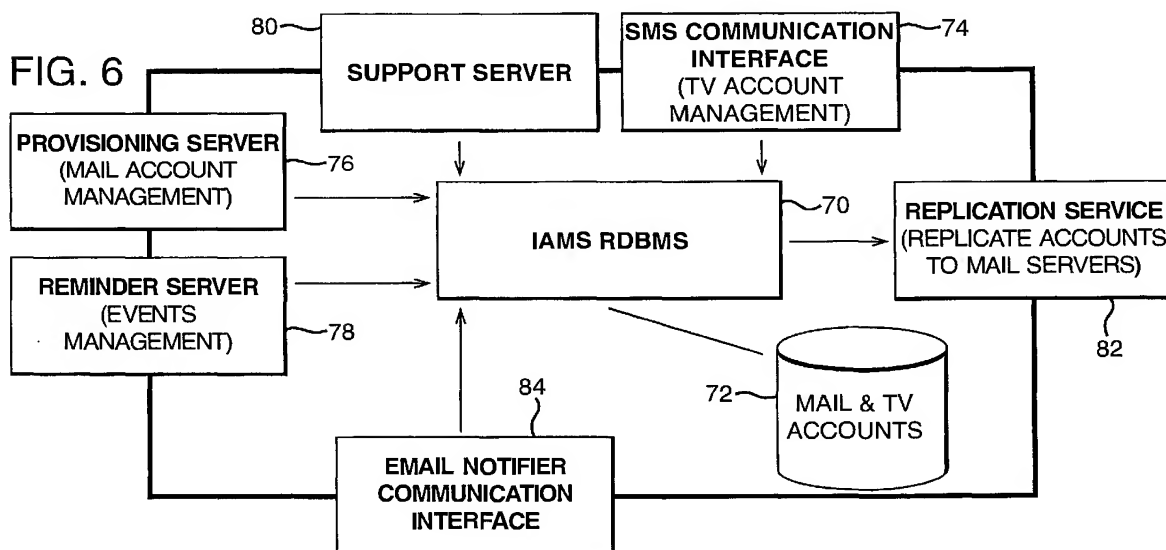 FIG. 6
80
SUPPORT SERVER
SMS COMMUNICATION
INTERFACE
(TV ACCOUNT
MANAGEMENT)
74
PROVISIONING SERVER
(MAIL ACCOUNT
MANAGEMENT)
76
IAMS RDBMS
70
REPLICATION SERVICE
(REPLICATE ACCOUNTS
TO MAIL SERVERS)
82
REMINDER SERVER
(EVENTS
MANAGEMENT)
78
72
MAIL & TV
ACCOUNTS
84
EMAIL NOTIFIER
COMMUNICATION
INTERFACE